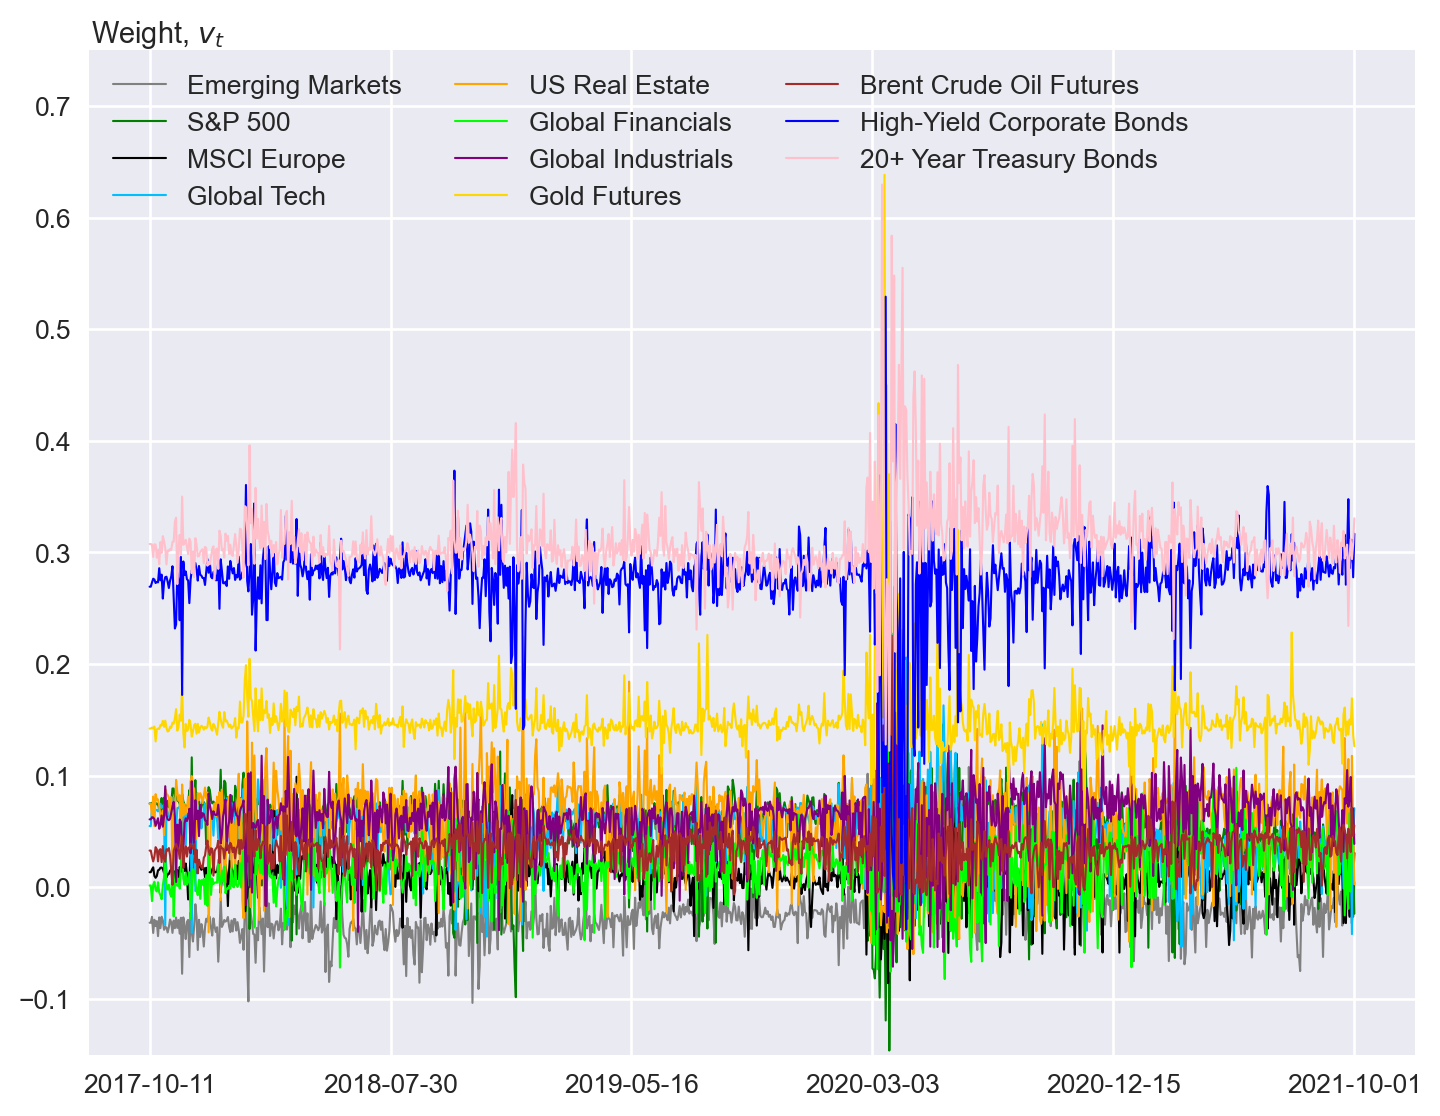 Weight, vₜ
Emerging Markets
S&P 500
MSCI Europe
Global Tech
US Real Estate
Global Financials
Global Industrials
Gold Futures
Brent Crude Oil Futures
High-Yield Corporate Bonds
20+ Year Treasury Bonds
0.7
0.6
0.5
0.4
0.3
0.2
0.1
0.0
−0.1
2017-10-11
2018-07-30
2019-05-16
2020-03-03
2020-12-15
2021-10-01